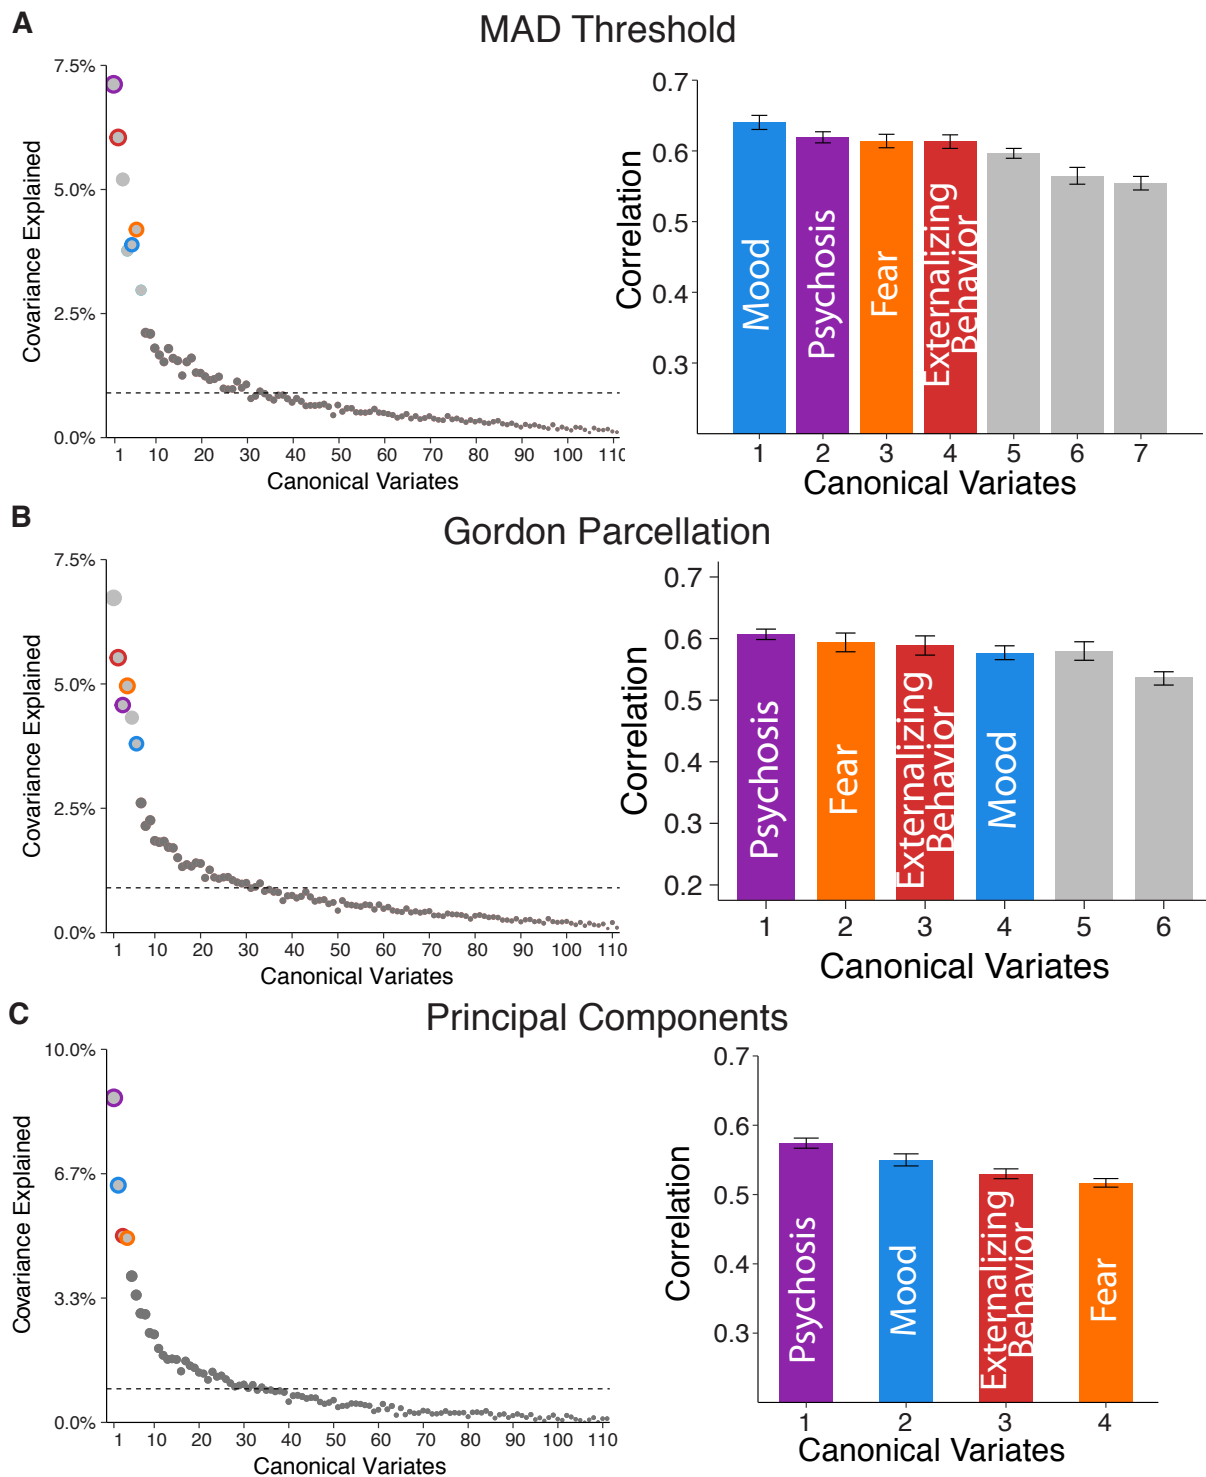 A
MAD Threshold
7.5%
5.0%
2.5%
0.0%
Covariance Explained
1 10 20 30 40 50 60 70 80 90 100 110
Canonical Variates
0.7
0.6
0.5
0.4
0.3
Correlation
Mood
Psychosis
Fear
Externalizing
Behavior
1 2 3 4 5 6 7
Canonical Variates
B
Gordon Parcellation
7.5%
5.0%
2.5%
0.0%
Covariance Explained
1 10 20 30 40 50 60 70 80 90 100 110
Canonical Variates
0.7
0.6
0.5
0.4
0.3
0.2
Correlation
Psychosis
Fear
Externalizing
Behavior
Mood
1 2 3 4 5 6
Canonical Variates
C
Principal Components
10.0%
6.7%
3.3%
0.0%
Covariance Explained
1 10 20 30 40 50 60 70 80 90 100 110
Canonical Variates
0.7
0.6
0.5
0.4
0.3
Correlation
Psychosis
Mood
Externalizing
Behavior
Fear
1 2 3 4
Canonical Variates